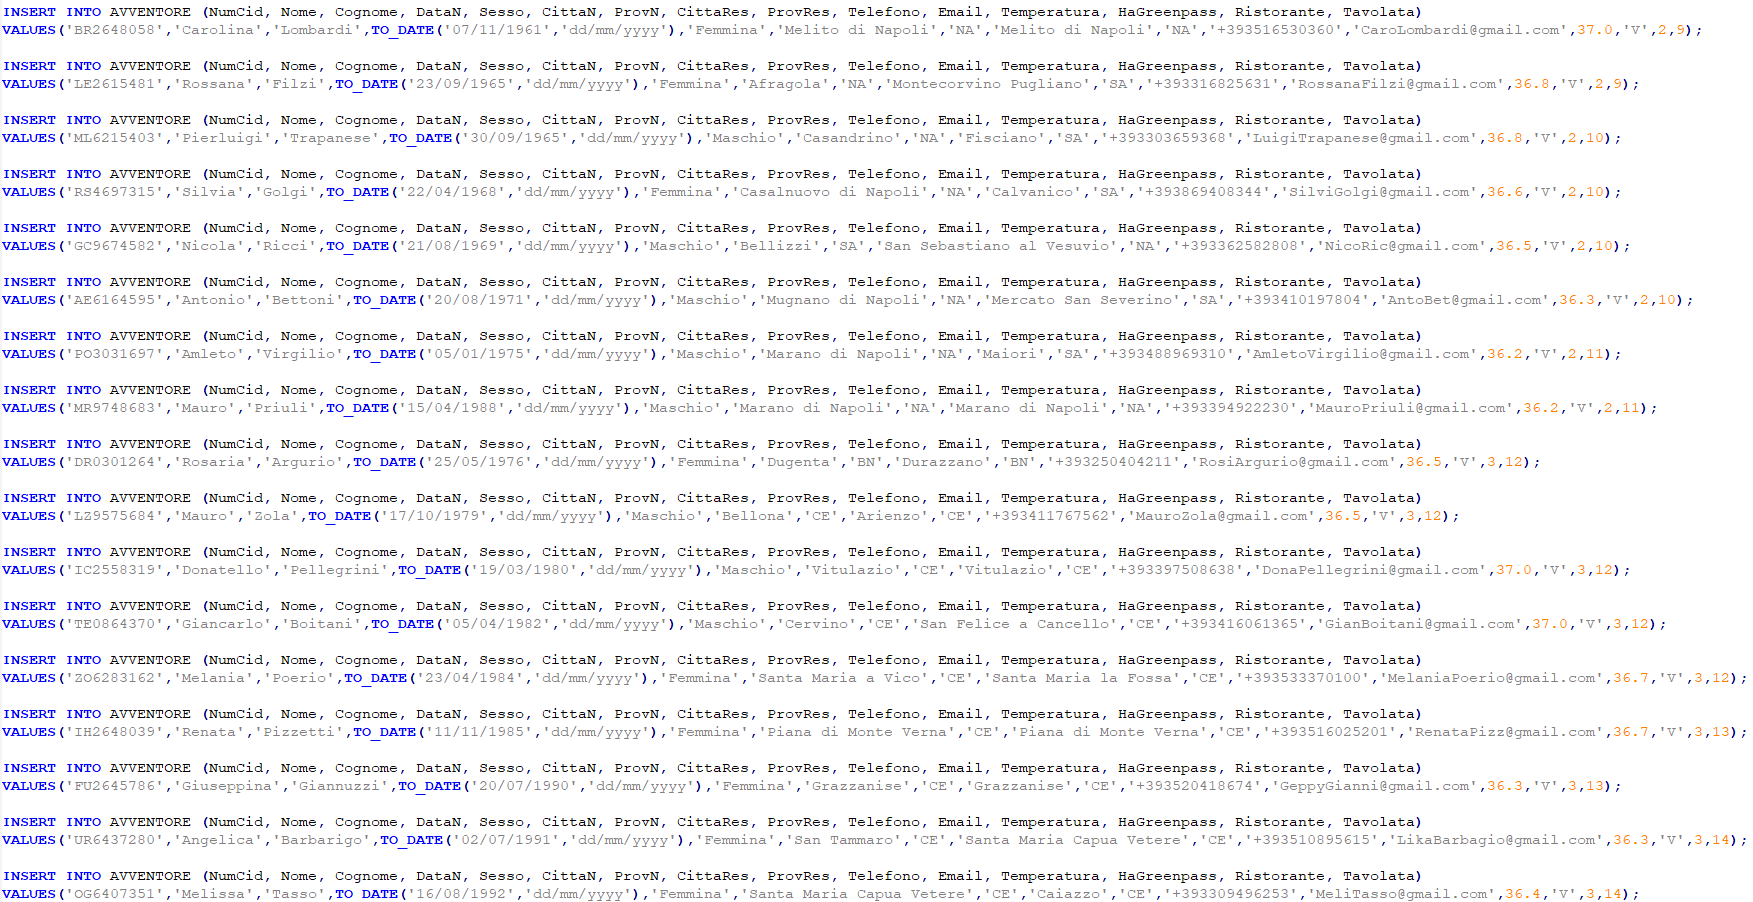 INSERT INTO AVVENTORE (NumCid, Nome, Cognome, DataN, Sesso, CittaN, ProvN, CittaRes, ProvRes, Telefono, Email, Temperatura, HaGreenpass, Ristorante, Tavolata)
VALUES('BR2648058','Carolina','Lombardi',TO_DATE('07/11/1961','dd/mm/yyyy'),'Femmina','Melito di Napoli','NA','Melito di Napoli','NA','+393516530360','CaroLombardi@gmail.com',37.0,'V',2,9);
INSERT INTO AVVENTORE (NumCid, Nome, Cognome, DataN, Sesso, CittaN, ProvN, CittaRes, ProvRes, Telefono, Email, Temperatura, HaGreenpass, Ristorante, Tavolata)
VALUES('LE2615481','Rossana','Filzi',TO_DATE('23/09/1965','dd/mm/yyyy'),'Femmina','Afragola','NA','Montecorvino Pugliano','SA','+393316825631','RossanaFilzi@gmail.com',36.8,'V',2,9);
INSERT INTO AVVENTORE (NumCid, Nome, Cognome, DataN, Sesso, CittaN, ProvN, CittaRes, ProvRes, Telefono, Email, Temperatura, HaGreenpass, Ristorante, Tavolata)
VALUES('ML6215403','Pierluigi','Trapanese',TO_DATE('30/09/1965','dd/mm/yyyy'),'Maschio','Casandrino','NA','Fisciano','SA','+393303659368','LuigiTrapanese@gmail.com',36.8,'V',2,10);
INSERT INTO AVVENTORE (NumCid, Nome, Cognome, DataN, Sesso, CittaN, ProvN, CittaRes, ProvRes, Telefono, Email, Temperatura, HaGreenpass, Ristorante, Tavolata)
VALUES('RS4697315','Silvia','Golgi',TO_DATE('22/04/1968','dd/mm/yyyy'),'Femmina','Casalnuovo di Napoli','NA','Calvanico','SA','+393869408344','SilviGolgi@gmail.com',36.6,'V',2,10);
INSERT INTO AVVENTORE (NumCid, Nome, Cognome, DataN, Sesso, CittaN, ProvN, CittaRes, ProvRes, Telefono, Email, Temperatura, HaGreenpass, Ristorante, Tavolata)
VALUES('GC9674582','Nicola','Ricci',TO_DATE('21/08/1969','dd/mm/yyyy'),'Maschio','Bellizzi','SA','San Sebastiano al Vesuvio','NA','+393362582808','NicoRic@gmail.com',36.5,'V',2,10);
INSERT INTO AVVENTORE (NumCid, Nome, Cognome, DataN, Sesso, CittaN, ProvN, CittaRes, ProvRes, Telefono, Email, Temperatura, HaGreenpass, Ristorante, Tavolata)
VALUES('AE6164595','Antonio','Bettoni',TO_DATE('20/08/1971','dd/mm/yyyy'),'Maschio','Mugnano di Napoli','NA','Mercato San Severino','SA','+393410197804','AntoBet@gmail.com',36.3,'V',2,10);
INSERT INTO AVVENTORE (NumCid, Nome, Cognome, DataN, Sesso, CittaN, ProvN, CittaRes, ProvRes, Telefono, Email, Temperatura, HaGreenpass, Ristorante, Tavolata)
VALUES('PO3031697','Amleto','Virgilio',TO_DATE('05/01/1975','dd/mm/yyyy'),'Maschio','Marano di Napoli','NA','Maiori','SA','+393488969310','AmletoVirgilio@gmail.com',36.2,'V',2,11);
INSERT INTO AVVENTORE (NumCid, Nome, Cognome, DataN, Sesso, CittaN, ProvN, CittaRes, ProvRes, Telefono, Email, Temperatura, HaGreenpass, Ristorante, Tavolata)
VALUES('MR9748683','Mauro','Priuli',TO_DATE('15/04/1988','dd/mm/yyyy'),'Maschio','Marano di Napoli','NA','Marano di Napoli','NA','+393394922230','MauroPriuli@gmail.com',36.2,'V',2,11);
INSERT INTO AVVENTORE (NumCid, Nome, Cognome, DataN, Sesso, CittaN, ProvN, CittaRes, ProvRes, Telefono, Email, Temperatura, HaGreenpass, Ristorante, Tavolata)
VALUES('DR0301264','Rosaria','Argurio',TO_DATE('25/05/1976','dd/mm/yyyy'),'Femmina','Dugenta','BN','Durazzano','BN','+393250404211','RosiArgurio@gmail.com',36.5,'V',3,12);
INSERT INTO AVVENTORE (NumCid, Nome, Cognome, DataN, Sesso, CittaN, ProvN, CittaRes, ProvRes, Telefono, Email, Temperatura, HaGreenpass, Ristorante, Tavolata)
VALUES('LZ9575684','Mauro','Zola',TO_DATE('17/10/1979','dd/mm/yyyy'),'Maschio','Bellona','CE','Arienzo','CE','+393411767562','MauroZola@gmail.com',36.5,'V',3,12);
INSERT INTO AVVENTORE (NumCid, Nome, Cognome, DataN, Sesso, CittaN, ProvN, CittaRes, ProvRes, Telefono, Email, Temperatura, HaGreenpass, Ristorante, Tavolata)
VALUES('IC2558319','Donatello','Pellegrini',TO_DATE('19/03/1980','dd/mm/yyyy'),'Maschio','Vitulazio','CE','Vitulazio','CE','+393397508638','DonaPellegrini@gmail.com',37.0,'V',3,12);
INSERT INTO AVVENTORE (NumCid, Nome, Cognome, DataN, Sesso, CittaN, ProvN, CittaRes, ProvRes, Telefono, Email, Temperatura, HaGreenpass, Ristorante, Tavolata)
VALUES('TE0864370','Giancarlo','Boitani',TO_DATE('05/04/1982','dd/mm/yyyy'),'Maschio','Cervino','CE','San Felice a Cancello','CE','+393416061365','GianBoitani@gmail.com',37.0,'V',3,12);
INSERT INTO AVVENTORE (NumCid, Nome, Cognome, DataN, Sesso, CittaN, ProvN, CittaRes, ProvRes, Telefono, Email, Temperatura, HaGreenpass, Ristorante, Tavolata)
VALUES('ZO6283162','Melania','Poerio',TO_DATE('23/04/1984','dd/mm/yyyy'),'Femmina','Santa Maria a Vico','CE','Santa Maria la Fossa','CE','+393533370100','MelaniaPoerio@gmail.com',36.7,'V',3,12);
INSERT INTO AVVENTORE (NumCid, Nome, Cognome, DataN, Sesso, CittaN, ProvN, CittaRes, ProvRes, Telefono, Email, Temperatura, HaGreenpass, Ristorante, Tavolata)
VALUES('IH2648039','Renata','Pizzetti',TO_DATE('11/11/1985','dd/mm/yyyy'),'Femmina','Piana di Monte Verna','CE','Piana di Monte Verna','CE','+393516025201','RenataPizz@gmail.com',36.7,'V',3,13);
INSERT INTO AVVENTORE (NumCid, Nome, Cognome, DataN, Sesso, CittaN, ProvN, CittaRes, ProvRes, Telefono, Email, Temperatura, HaGreenpass, Ristorante, Tavolata)
VALUES('FU2645786','Giuseppina','Giannuzzi',TO_DATE('20/07/1990','dd/mm/yyyy'),'Femmina','Grazzanise','CE','Grazzanise','CE','+393520418674','GeppyGianni@gmail.com',36.3,'V',3,13);
INSERT INTO AVVENTORE (NumCid, Nome, Cognome, DataN, Sesso, CittaN, ProvN, CittaRes, ProvRes, Telefono, Email, Temperatura, HaGreenpass, Ristorante, Tavolata)
VALUES('UR6437280','Angelica','Barbarigo',TO_DATE('02/07/1991','dd/mm/yyyy'),'Femmina','San Tammaro','CE','Santa Maria Capua Vetere','CE','+393510895615','LikaBarbagio@gmail.com',36.3,'V',3,14);
INSERT INTO AVVENTORE (NumCid, Nome, Cognome, DataN, Sesso, CittaN, ProvN, CittaRes, ProvRes, Telefono, Email, Temperatura, HaGreenpass, Ristorante, Tavolata)
VALUES('OG6407351','Melissa','Tasso',TO_DATE('16/08/1992','dd/mm/yyyy'),'Femmina','Santa Maria Capua Vetere','CE','Caiazzo','CE','+393309496253','MeliTasso@gmail.com',36.4,'V',3,14);